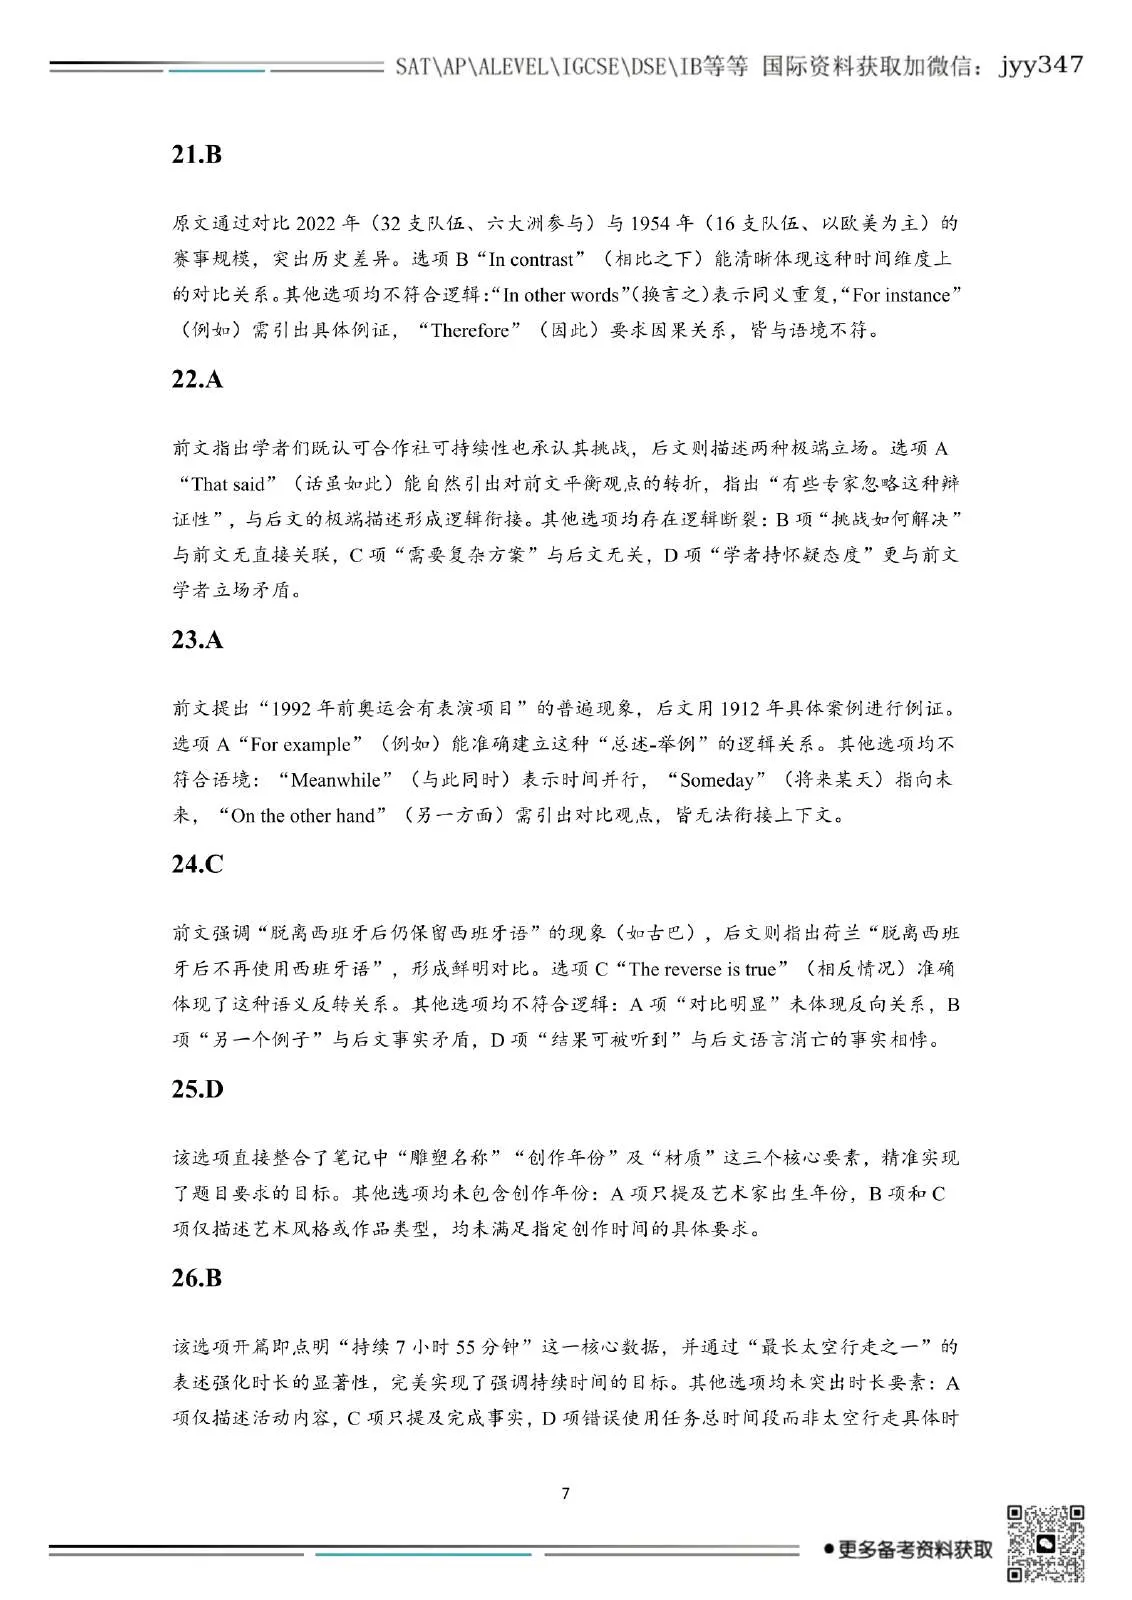 SAT\AP\ALEVEL\IGCSE\DSE\IB等等 国际资料获取加微信：jyy347
21.B
原文通过对比 2022 年（32 支队伍、六大洲参与）与 1954 年（16 支队伍、以欧美为主）的
赛事规模，突出历史差异。选项 B“In contrast”（相比之下）能清晰体现这种时间维度上
的对比关系。其他选项均不符合逻辑：“In other words”（换言之）表示同义重复，“For instance”
（例如）需引出具体例证，“Therefore”（因此）要求因果关系，皆与语境不符。
22.A
前文指出学者们既认可合作社可持续性也承认其挑战，后文则描述两种极端立场。选项 A
“That said”（话虽如此）能自然引出对前文平衡观点的转折，指出“有些专家忽略这种辩
证性”，与后文的极端描述形成逻辑衔接。其他选项均存在逻辑断裂：B 项“挑战如何解决”
与前文无直接关联，C 项“需要复杂方案”与后文无关，D 项“学者持怀疑态度”更与前文
学者立场矛盾。
23.A
前文提出“1992 年前奥运会有表演项目”的普遍现象，后文用 1912 年具体案例进行例证。
选项 A“For example”（例如）能准确建立这种“总述-举例”的逻辑关系。其他选项均不
符合语境：“Meanwhile”（与此同时）表示时间并行，“Someday”（将来某天）指向未
来，“On the other hand”（另一方面）需引出对比观点，皆无法衔接上下文。
24.C
前文强调“脱离西班牙后仍保留西班牙语”的现象（如古巴），后文则指出荷兰“脱离西班
牙后不再使用西班牙语”，形成鲜明对比。选项 C“The reverse is true”（相反情况）准确
体现了这种语义反转关系。其他选项均不符合逻辑：A 项“对比明显”未体现反向关系，B
项“另一个例子”与后文事实矛盾，D 项“结果可被听到”与后文语言消亡的事实相悖。
25.D
该选项直接整合了笔记中“雕塑名称”“创作年份”及“材质”这三个核心要素，精准实现
了题目要求的目标。其他选项均未包含创作年份：A 项只提及艺术家出生年份，B 项和 C
项仅描述艺术风格或作品类型，均未满足指定创作时间的具体要求。
26.B
该选项开篇即点明“持续 7 小时 55 分钟”这一核心数据，并通过“最长太空行走之一”的
表述强化时长的显著性，完美实现了强调持续时间的目标。其他选项均未突出时长要素：A
项仅描述活动内容，C 项只提及完成事实，D 项错误使用任务总时间段而非太空行走具体时
7
●更多备考资料获取